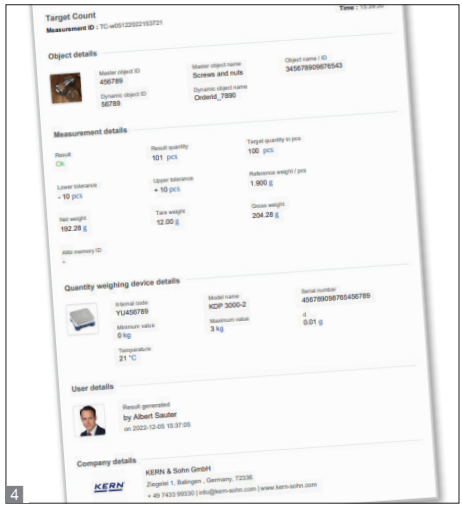 Target Count
Measurement ID : TC-w05122022153721
Time :
Object details
Master object ID
456789
Master object name
Screws and nuts
Object name / ID
345678909876543
Dynamic object ID
56789
Dynamic object name
Orderid_7890
Measurement details
Result
Ok
Result quantity
101 pcs
Target quantity in pcs
100 pcs
Lower tolerance
- 10 pcs
Upper tolerance
+ 10 pcs
Reference weight / pcs
1.900 g
Net weight
192.28 g
Tare weight
12.00 g
Gross weight
204.28 g
Alibi memory ID
-
Quantity weighing device details
Internal code
YU456789
Model name
KDP 3000-2
Serial number
456789098765456789
Minimum value
0 kg
Maximum value
3 kg
d
0.01 g
Temperature
21 °C
User details
Result generated
by Albert Sauter
on 2022-12-05 15:37:05
Company details
KERN
KERN & Sohn GmbH
Ziegelei 1, Balingen , Germany, 72336
+ 49 7433 99330 | info@kern-sohn.com | www.kern-sohn.com
4